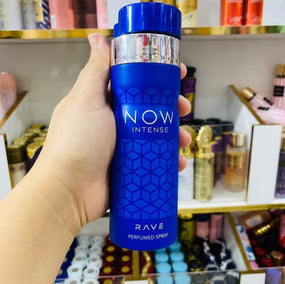 NOW
INTENSE
RAVE
PERFUMED SPRAY